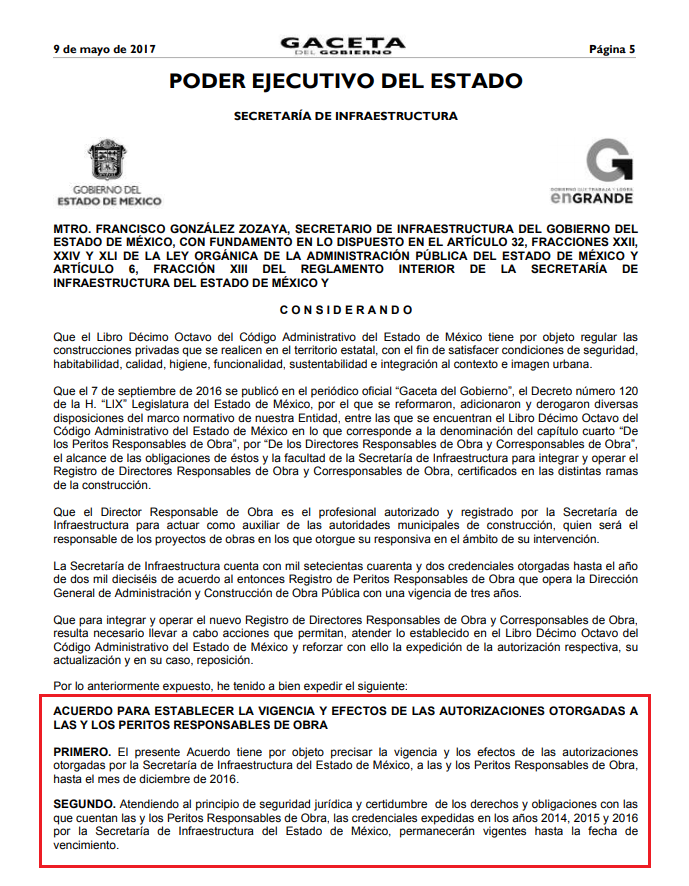 9 de mayo de 2017
GACETA
DEL GOBIERNO
Página 5
PODER EJECUTIVO DEL ESTADO
SECRETARÍA DE INFRAESTRUCTURA
GOBIERNO DEL
ESTADO DE MÉXICO
GOBIERNO QUE TRABAJA Y LOGRA
enGRANDE
MTRO. FRANCISCO GONZÁLEZ ZOZAYA, SECRETARIO DE INFRAESTRUCTURA DEL GOBIERNO DEL
ESTADO DE MÉXICO, CON FUNDAMENTO EN LO DISPUESTO EN EL ARTÍCULO 32, FRACCIONES XXII,
XXIV Y XLI DE LA LEY ORGÁNICA DE LA ADMINISTRACIÓN PÚBLICA DEL ESTADO DE MÉXICO Y
ARTÍCULO 6, FRACCIÓN XIII DEL REGLAMENTO INTERIOR DE LA SECRETARÍA DE
INFRAESTRUCTURA DEL ESTADO DE MÉXICO Y
C O N S I D E R A N D O
Que el Libro Décimo Octavo del Código Administrativo del Estado de México tiene por objeto regular las
construcciones privadas que se realicen en el territorio estatal, con el fin de satisfacer condiciones de seguridad,
habitabilidad, calidad, higiene, funcionalidad, sustentabilidad e integración al contexto e imagen urbana.
Que el 7 de septiembre de 2016 se publicó en el periódico oficial “Gaceta del Gobierno”, el Decreto número 120
de la H. “LIX” Legislatura del Estado de México, por el que se reformaron, adicionaron y derogaron diversas
disposiciones del marco normativo de nuestra Entidad, entre las que se encuentran el Libro Décimo Octavo del
Código Administrativo del Estado de México en lo que corresponde a la denominación del capítulo cuarto “De
los Peritos Responsables de Obra”, por “De los Directores Responsables de Obra y Corresponsables de Obra”,
el alcance de las obligaciones de éstos y la facultad de la Secretaría de Infraestructura para integrar y operar el
Registro de Directores Responsables de Obra y Corresponsables de Obra, certificados en las distintas ramas
de la construcción.
Que el Director Responsable de Obra es el profesional autorizado y registrado por la Secretaría de
Infraestructura para actuar como auxiliar de las autoridades municipales de construcción, quien será el
responsable de los proyectos de obras en los que otorgue su responsiva en el ámbito de su intervención.
La Secretaría de Infraestructura cuenta con mil setecientas cuarenta y dos credenciales otorgadas hasta el año
de dos mil dieciséis de acuerdo al entonces Registro de Peritos Responsables de Obra que opera la Dirección
General de Administración y Construcción de Obra Pública con una vigencia de tres años.
Que para integrar y operar el nuevo Registro de Directores Responsables de Obra y Corresponsables de Obra,
resulta necesario llevar a cabo acciones que permitan, atender lo establecido en el Libro Décimo Octavo del
Código Administrativo del Estado de México y reforzar con ello la expedición de la autorización respectiva, su
actualización y en su caso, reposición.
Por lo anteriormente expuesto, he tenido a bien expedir el siguiente:
ACUERDO PARA ESTABLECER LA VIGENCIA Y EFECTOS DE LAS AUTORIZACIONES OTORGADAS A
LAS Y LOS PERITOS RESPONSABLES DE OBRA
PRIMERO. El presente Acuerdo tiene por objeto precisar la vigencia y los efectos de las autorizaciones
otorgadas por la Secretaría de Infraestructura del Estado de México, a las y los Peritos Responsables de Obra,
hasta el mes de diciembre de 2016.
SEGUNDO. Atendiendo al principio de seguridad jurídica y certidumbre de los derechos y obligaciones con las
que cuentan las y los Peritos Responsables de Obra, las credenciales expedidas en los años 2014, 2015 y 2016
por la Secretaría de Infraestructura del Estado de México, permanecerán vigentes hasta la fecha de
vencimiento.